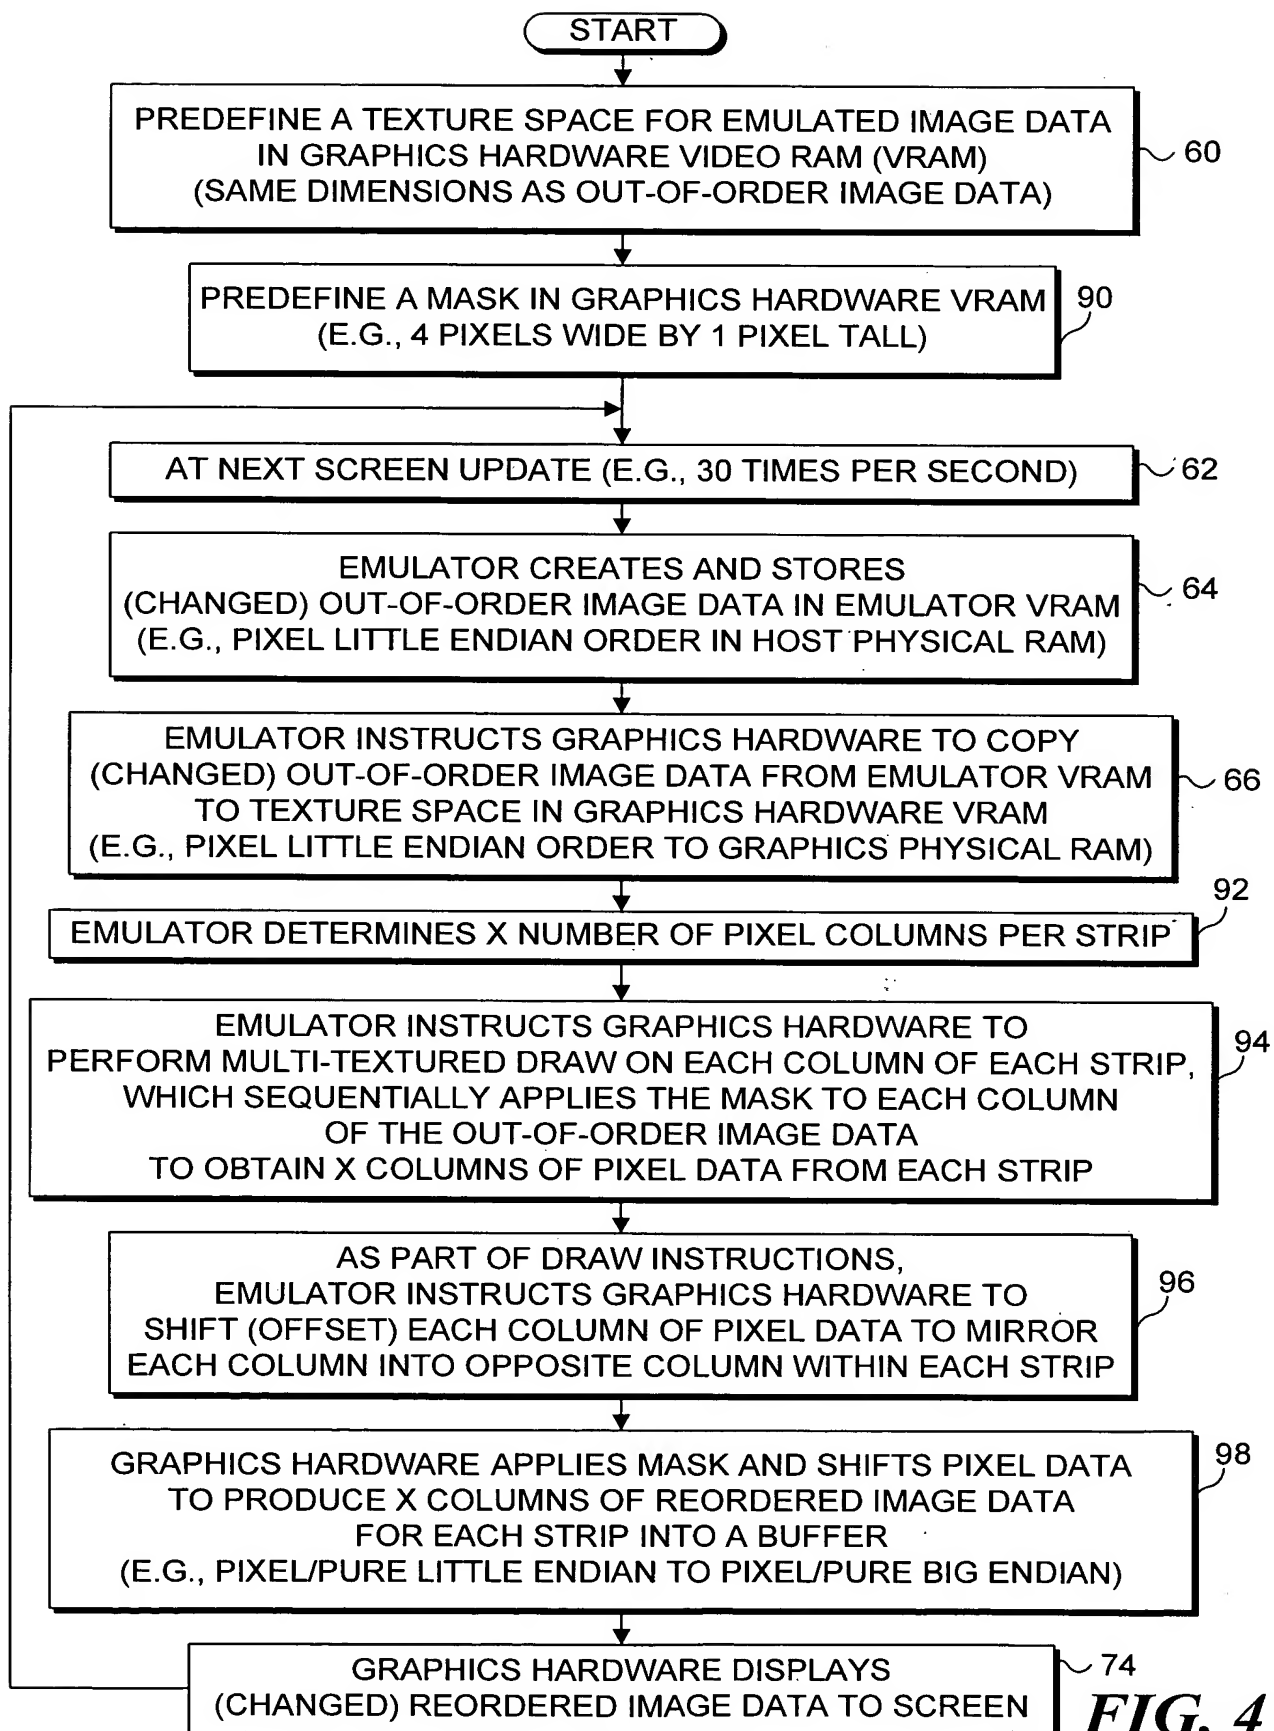 START
PREDEFINE A TEXTURE SPACE FOR EMULATED IMAGE DATA
IN GRAPHICS HARDWARE VIDEO RAM (VRAM)
(SAME DIMENSIONS AS OUT-OF-ORDER IMAGE DATA)
60
PREDEFINE A MASK IN GRAPHICS HARDWARE VRAM
(E.G., 4 PIXELS WIDE BY 1 PIXEL TALL)
90
AT NEXT SCREEN UPDATE (E.G., 30 TIMES PER SECOND)
62
EMULATOR CREATES AND STORES
(CHANGED) OUT-OF-ORDER IMAGE DATA IN EMULATOR VRAM
(E.G., PIXEL LITTLE ENDIAN ORDER IN HOST PHYSICAL RAM)
64
EMULATOR INSTRUCTS GRAPHICS HARDWARE TO COPY
(CHANGED) OUT-OF-ORDER IMAGE DATA FROM EMULATOR VRAM
TO TEXTURE SPACE IN GRAPHICS HARDWARE VRAM
(E.G., PIXEL LITTLE ENDIAN ORDER TO GRAPHICS PHYSICAL RAM)
66
EMULATOR DETERMINES X NUMBER OF PIXEL COLUMNS PER STRIP
92
EMULATOR INSTRUCTS GRAPHICS HARDWARE TO
PERFORM MULTI-TEXTURED DRAW ON EACH COLUMN OF EACH STRIP,
WHICH SEQUENTIALLY APPLIES THE MASK TO EACH COLUMN
OF THE OUT-OF-ORDER IMAGE DATA
TO OBTAIN X COLUMNS OF PIXEL DATA FROM EACH STRIP
94
AS PART OF DRAW INSTRUCTIONS,
EMULATOR INSTRUCTS GRAPHICS HARDWARE TO
SHIFT (OFFSET) EACH COLUMN OF PIXEL DATA TO MIRROR
EACH COLUMN INTO OPPOSITE COLUMN WITHIN EACH STRIP
96
GRAPHICS HARDWARE APPLIES MASK AND SHIFTS PIXEL DATA
TO PRODUCE X COLUMNS OF REORDERED IMAGE DATA
FOR EACH STRIP INTO A BUFFER
(E.G., PIXEL/PURE LITTLE ENDIAN TO PIXEL/PURE BIG ENDIAN)
98
GRAPHICS HARDWARE DISPLAYS
(CHANGED) REORDERED IMAGE DATA TO SCREEN
74
FIG. 4